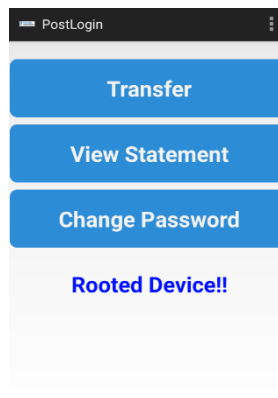 PostLogin
Transfer
View Statement
Change Password
Rooted Device!!